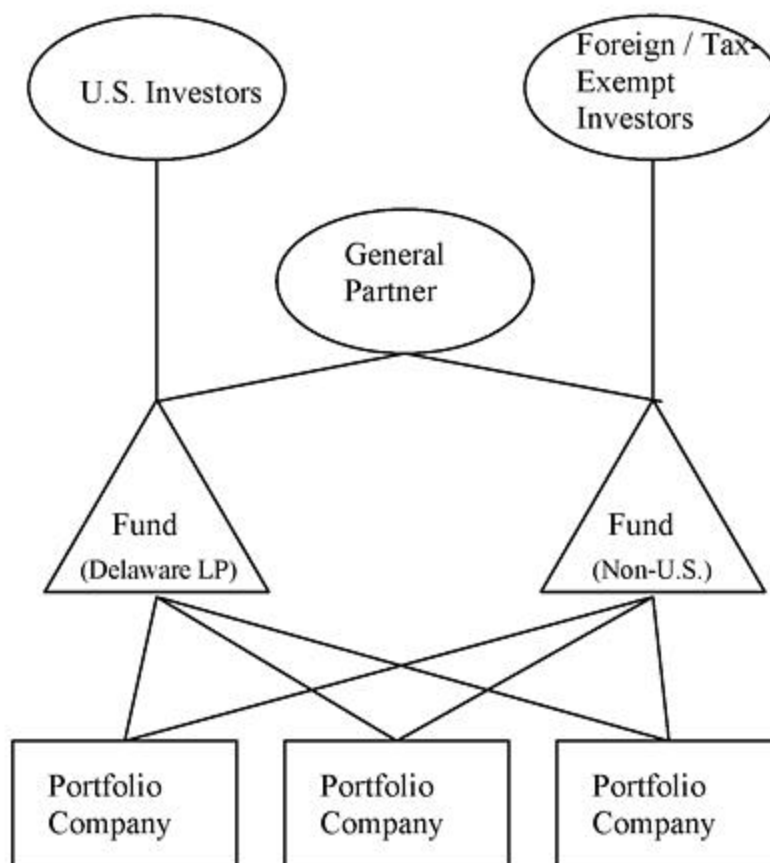 U.S. Investors
Foreign / Tax-
Exempt
Investors
General
Partner
Fund
(Delaware LP)
Fund
(Non-U.S.)
Portfolio
Company
Portfolio
Company
Portfolio
Company